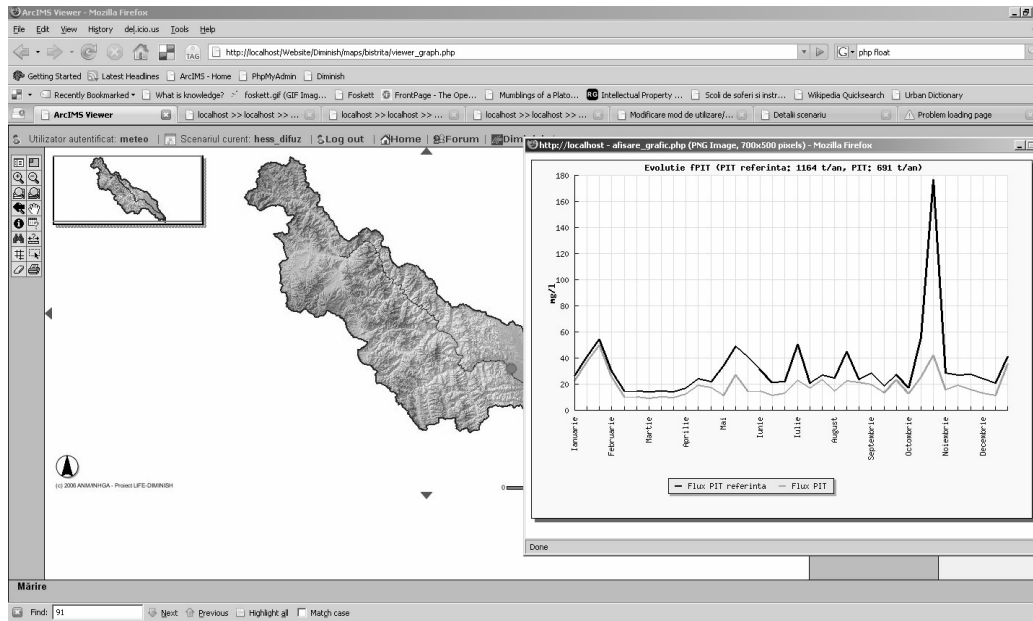 ArcIMS Viewer - Mozilla Firefox
File Edit View History del.icio.us Tools Help
TAG http://localhost/Website/Diminish/maps/bistrita/viewer_graph.php G php float
Getting Started Latest Headlines ArcIMS - Home PhpMyAdmin Diminish
Recently Bookmarked What is knowledge? foskett.gif (GIF Imag... Foskett FrontPage - The Ope... Mumblings of a Plato... RG Intellectual Property ... Scoli de soferi si instr... Wikipedia Quicksearch Urban Dictionary
ArcIMS Viewer localhost >> localhost >> ... localhost >> localhost >> ... localhost >> localhost >> ... Modificare mod de utilizare/... Detalii scenariu Problem loading page
Utilizator autentificat: meteo | Scenariul curent: hess_difuz | Log out | Home | Forum |
http://localhost - afisare_grafic.php (PNG Image, 700x500 pixels) - Mozilla Firefox
Evolutie fPIT (PIT referinta: 1164 t/an, PIT: 691 t/an)
180
160
140
120
100
80
60
40
20
0
mg/l
Ianuarie
Februarie
Martie
Aprilie
Mai
Iunie
Iulie
August
Septembrie
Octombrie
Noiembrie
Decembrie
Flux PIT referinta Flux PIT
Done
(c) 2006 ANM/INHGA - Proiect LIFE-DIMINISH
0
Mărire
Find: 91 Next Previous Highlight all Match case